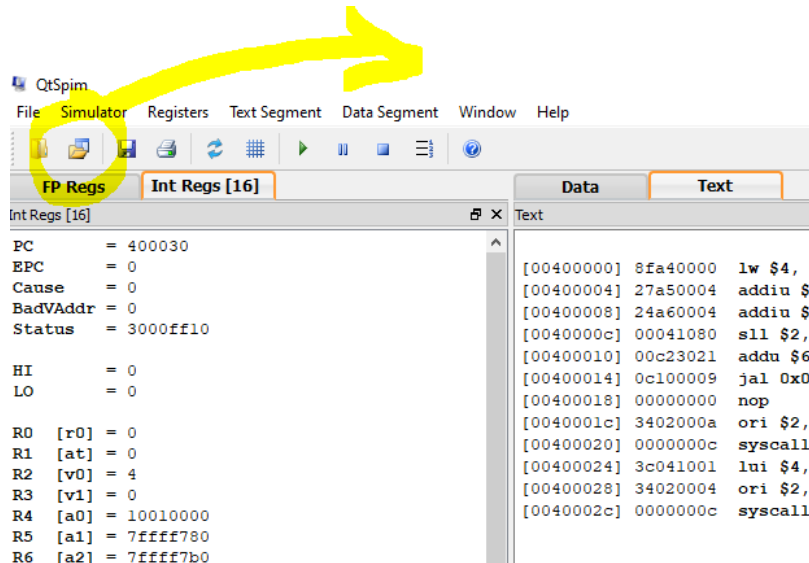 QtSpim
File Simulator Registers Text Segment Data Segment Window Help
FP Regs Int Regs [16] Data Text
Int Regs [16] Text
PC = 400030
EPC = 0
Cause = 0
BadVAddr = 0
Status = 3000ff10
HI = 0
LO = 0
R0 [r0] = 0
R1 [at] = 0
R2 [v0] = 4
R3 [v1] = 0
R4 [a0] = 10010000
R5 [a1] = 7ffff780
R6 [a2] = 7ffff7b0
[00400000] 8fa40000 lw $4,
[00400004] 27a50004 addiu $
[00400008] 24a60004 addiu $
[0040000c] 00041080 sll $2,
[00400010] 00c23021 addu $6
[00400014] 0c100009 jal 0x0
[00400018] 00000000 nop
[0040001c] 3402000a ori $2,
[00400020] 0000000c syscall
[00400024] 3c041001 lui $4,
[00400028] 34020004 ori $2,
[0040002c] 0000000c syscall